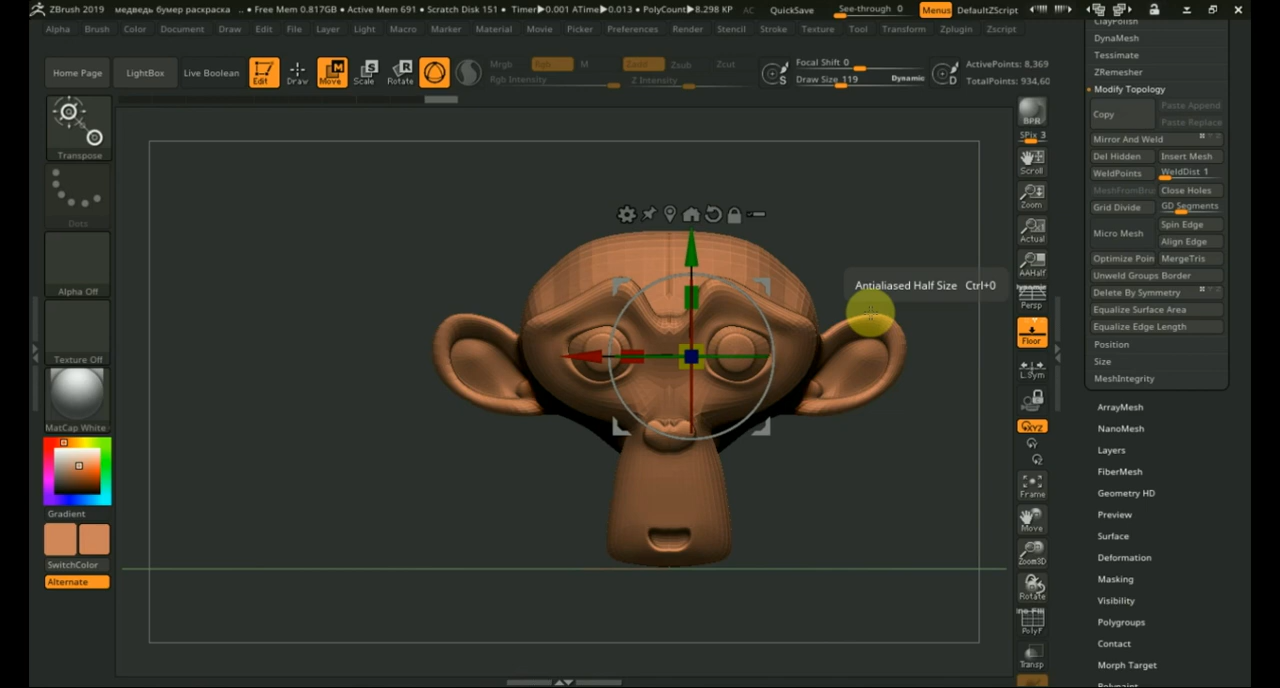 ZBrush 2019 медведь бумер раскраска .. • Free Mem 0.817GB • Active Mem 691 • Scratch Disk 151 • Timer▶0.001 ATime▶0.013 • PolyCount▶8.298 KP AC QuickSave See-through 0 Menus DefaultZScript
Alpha Brush Color Document Draw Edit File Layer Light Macro Marker Material Movie Picker Preferences Render Stencil Stroke Texture Tool Transform Zplugin Zscript
Home Page LightBox Live Boolean Edit Draw Move Scale Rotate
Mrgb Rgb M Zadd Zsub Zcut
Rgb Intensity Z Intensity
Focal Shift 0
Draw Size 119 Dynamic
ActivePoints: 8,369
TotalPoints: 934,60
Transpose
Dots
Alpha Off
Texture Off
MatCap White
Gradient
SwitchColor
Alternate
Antialiased Half Size Ctrl+0
BPR
SPix 3
Scroll
Zoom
Actual
AAHalf
Dynamic
Persp
Floor
L.Sym
XYZ
Frame
Move
Zoom3D
Rotate
Line Fill
PolyF
Transp
ClayPolish
DynaMesh
Tessimate
ZRemesher
Modify Topology
Copy Paste Append
Paste Replace
Mirror And Weld
Del Hidden Insert Mesh
WeldPoints WeldDist 1
MeshFromBru Close Holes
Grid Divide GD Segments
Micro Mesh Spin Edge
Align Edge
Optimize Poin MergeTris
Unweld Groups Border
Delete By Symmetry
Equalize Surface Area
Equalize Edge Length
Position
Size
MeshIntegrity
ArrayMesh
NanoMesh
Layers
FiberMesh
Geometry HD
Preview
Surface
Deformation
Masking
Visibility
Polygroups
Contact
Morph Target
Polypaint